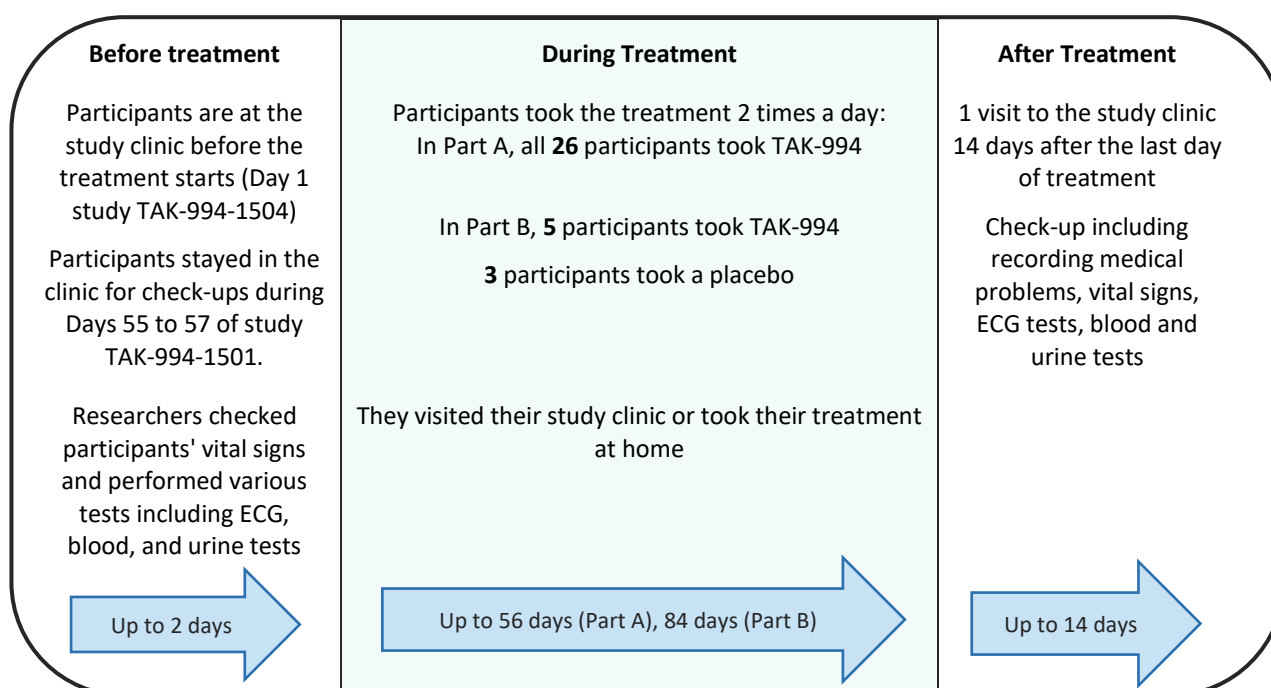 Before treatment
Participants are at the
study clinic before the
treatment starts (Day 1
study TAK-994-1504)
Participants stayed in the
clinic for check-ups during
Days 55 to 57 of study
TAK-994-1501.
Researchers checked
participants' vital signs
and performed various
tests including ECG,
blood, and urine tests
Up to 2 days
During Treatment
Participants took the treatment 2 times a day:
In Part A, all 26 participants took TAK-994
In Part B, 5 participants took TAK-994
3 participants took a placebo
They visited their study clinic or took their treatment
at home
Up to 56 days (Part A), 84 days (Part B)
After Treatment
1 visit to the study clinic
14 days after the last day
of treatment
Check-up including
recording medical
problems, vital signs,
ECG tests, blood and
urine tests
Up to 14 days